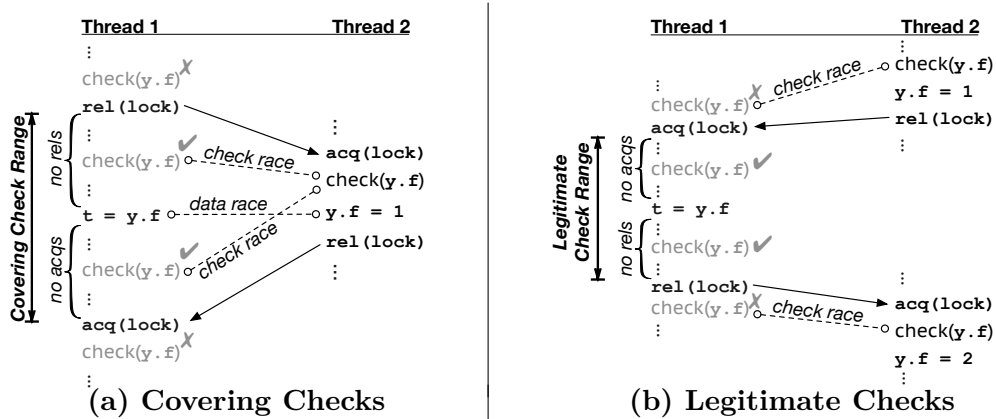 Thread 1
Thread 2
⋮
check(y.f) ✗
rel(lock)
⋮
⋮
check(y.f) ✔
check race
acq(lock)
check(y.f)
⋮
t = y.f
data race
y.f = 1
⋮
rel(lock)
check(y.f) ✔
check race
⋮
⋮
acq(lock)
check(y.f) ✗
⋮
Covering Check Range
no rels
no acqs
(a) Covering Checks
Thread 1
Thread 2
⋮
⋮
check(y.f)
check race
check(y.f) ✗
y.f = 1
acq(lock)
rel(lock)
⋮
⋮
check(y.f) ✔
⋮
t = y.f
⋮
check(y.f) ✔
⋮
⋮
rel(lock)
acq(lock)
check(y.f) ✗
check race
check(y.f)
⋮
y.f = 2
⋮
Legitimate
Check Range
no acqs
no rels
(b) Legitimate Checks